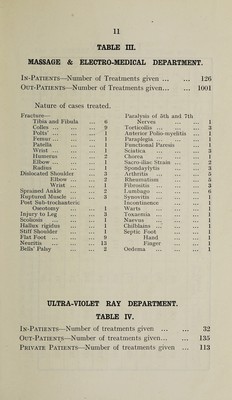 11
TABLE III.
MASSAGE & ELECTRO-MEDICAL DEPARTMENT.
In-Patients—Number of Treatments given ... ... 126
Out-Patients—Number of Treatments given... ... 1001
Nature of cases treated.
Fracture—
Tibia and Fibula ... 6
Colles ... ... ... 9
Potts' ... ... ... 1
Femur ... ... ... 1
Patella ... ... 1
Wrist ... ... ... 1
Humerus ... ... 2
Elbow ... ... ... 1
Radius ... ... 1
Dislocated Shoulder ... 3
Elbow ... ... 2
Wrist ... ... 1
Sprained Ankle ... ... 2
Ruptured Muscle ... ... 3
Post Sub-trochanteric
Oseotomy ... ... 1
Injury to Leg ... ... 3
Scoliosis ... ... ... 1
Hallux rigidus ... ... 1
Stiff Shoulder ... ... 1
Flat Foot ... ... ... 9
Neuritis ... ... ... 13
Bells' Palsy ... ... 2
Paralysis of 5th and 7th
Nerves ... ... 1
Torticollis ... ... ... 3
Anterior Polio-myelitis ... 1
Paraplegia ... ... ... 1
Functional Paresis ... 3
Sciatica ... ... ... 3
Chorea ... ... ... 1
Sacro-iliac Strain ... ... 2
Spondaylytis ... ... 3
Arthritis ... ... ... 5
Rheumatism ... ... 5
Fibrositis ... ... ... 3
Lumbago ... ... ... 6
Synovitis ... ... ... 1
Incontinence ... ... 1
Warts ... ... ... 1
Toxaemia ... ... ... 1
Naevus ... ... ... 1
Chilblains ... ... ... 1
Septic Foot ... ... 1
Hand ... ... 1
Finger ... ... 1
Oedema ... ... ... 1
ULTRA-VIOLET RAY DEPARTMENT.
TABLE IV.
In-Patients—Number of treatments given ... ... 32
Out-Patients—Number of treatments given... ... 135
Private Patients—Number of treatments given ... 113